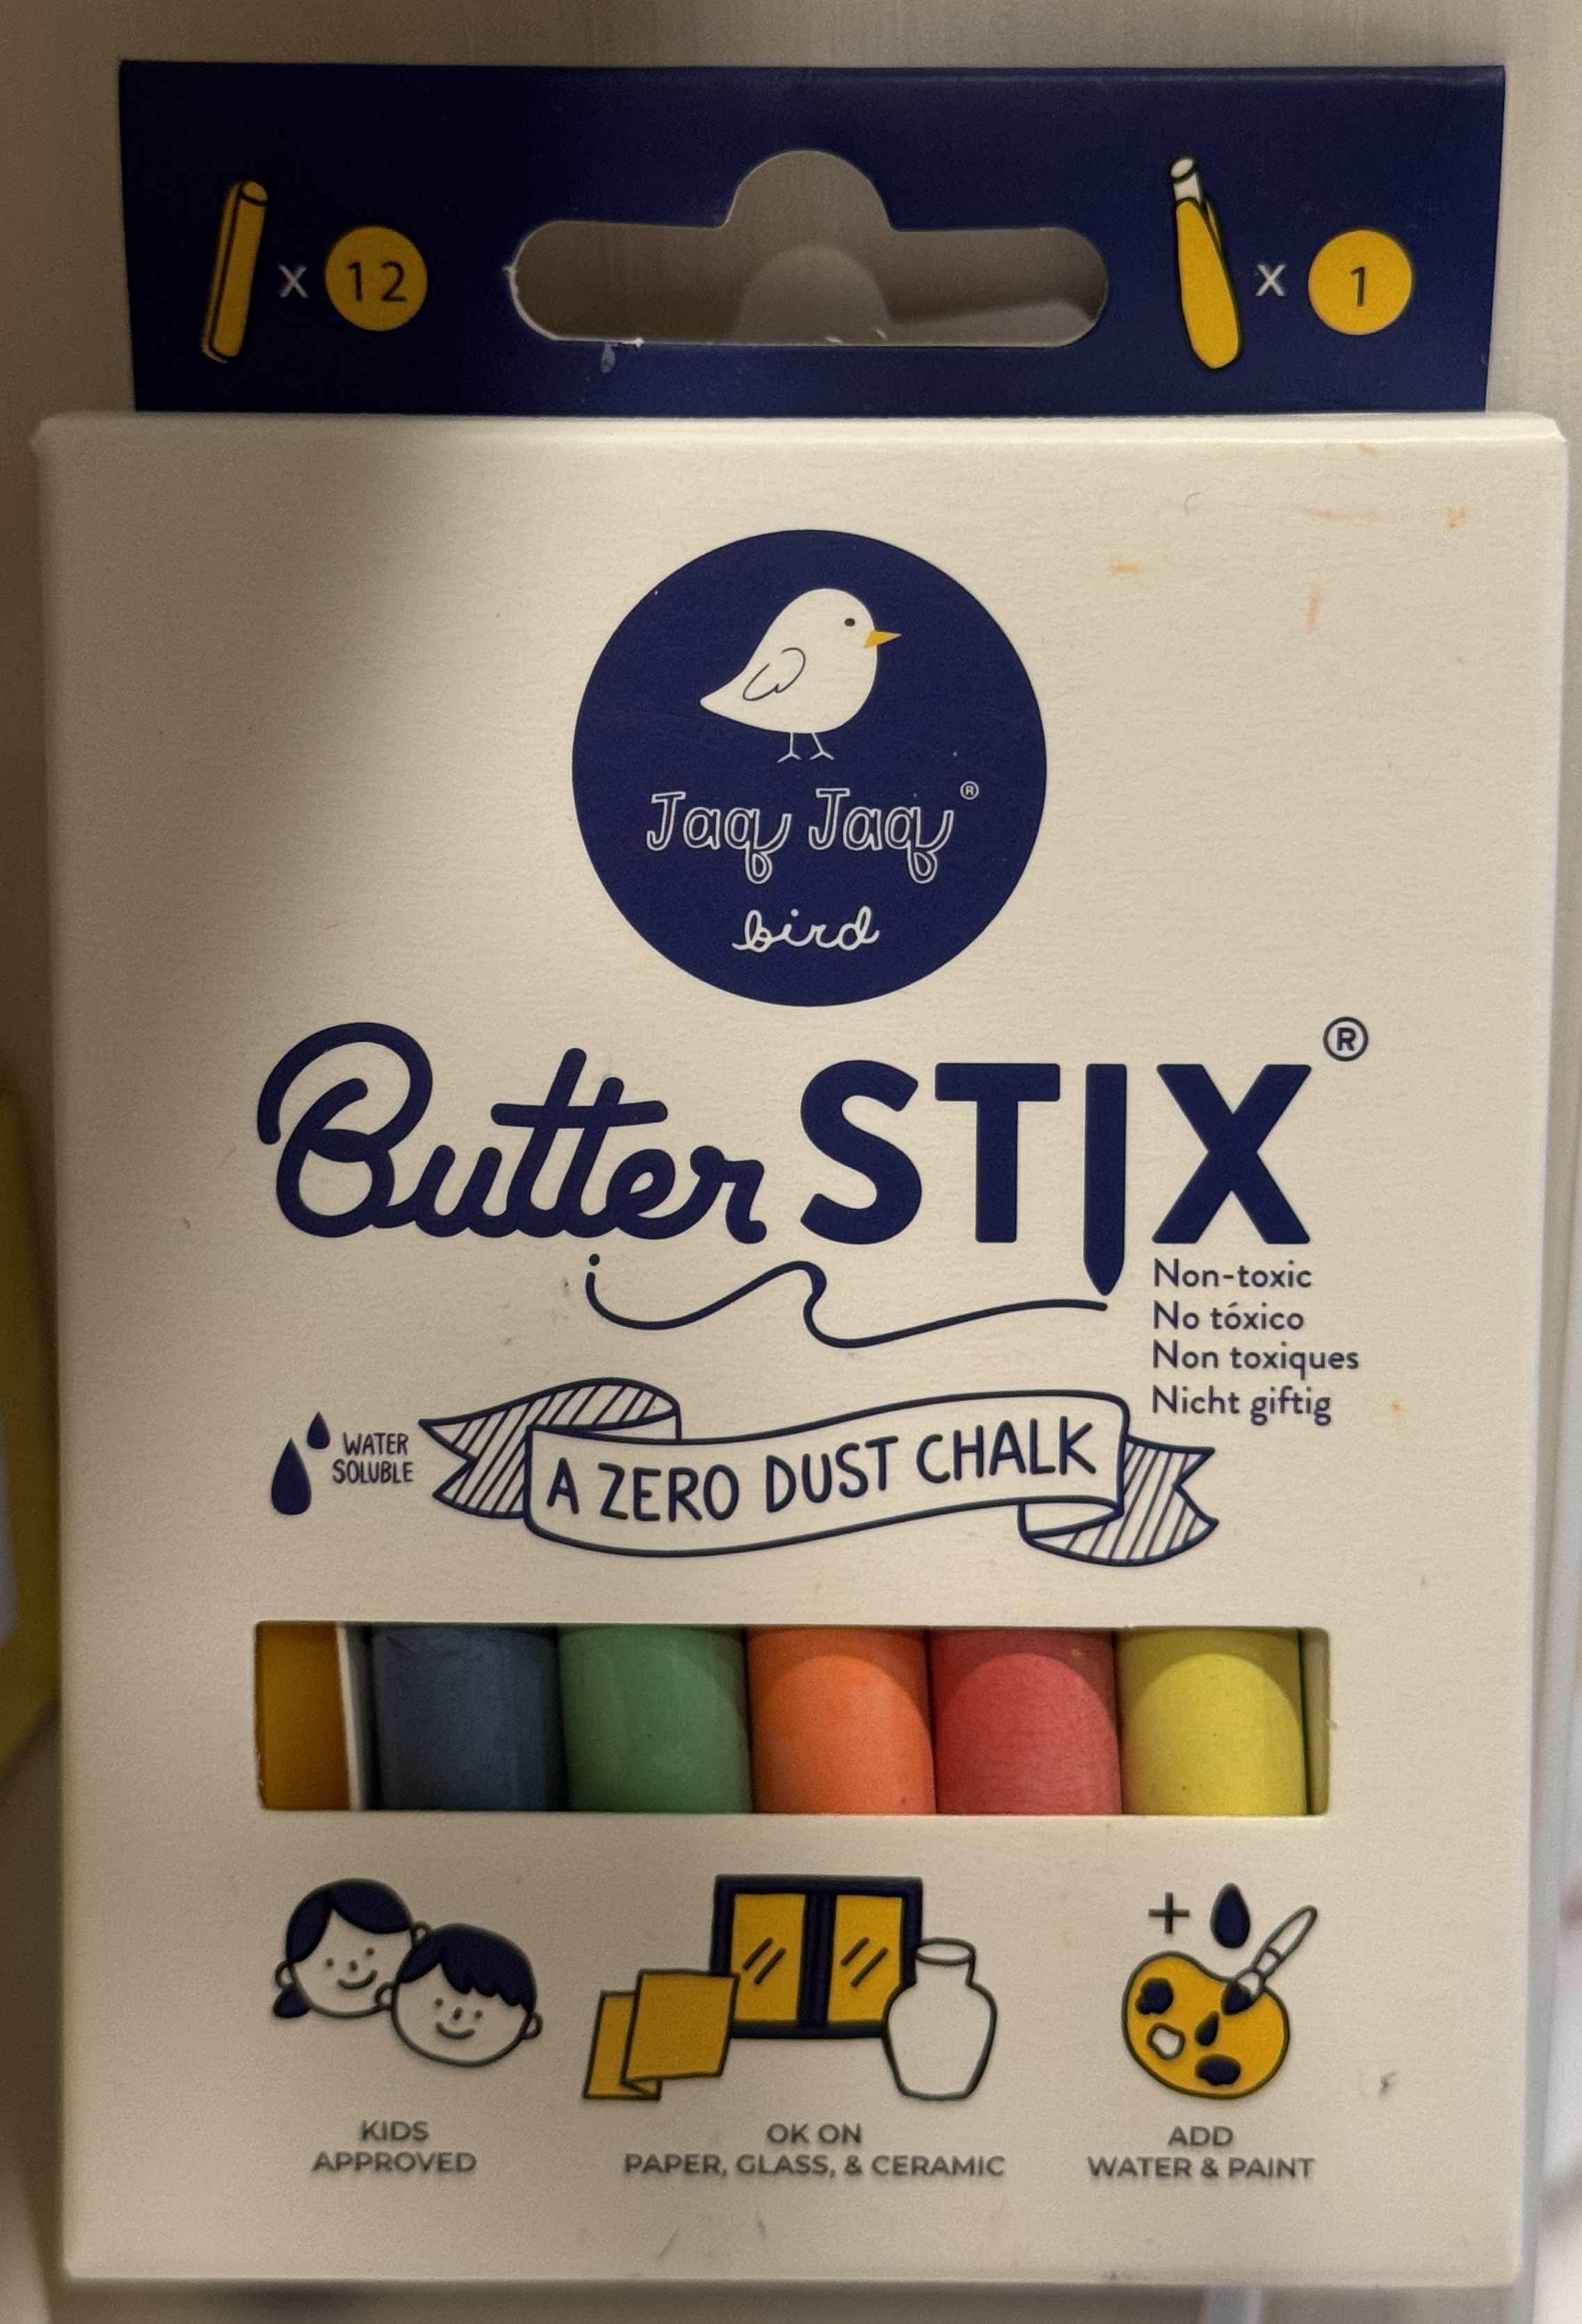 x 12
x 1
Jaq Jaq®
bird
Butter STIX®
Non-toxic
No tóxico
Non toxiques
Nicht giftig
WATER
SOLUBLE
A ZERO DUST CHALK
KIDS
APPROVED
OK ON
PAPER, GLASS, & CERAMIC
+
ADD
WATER & PAINT